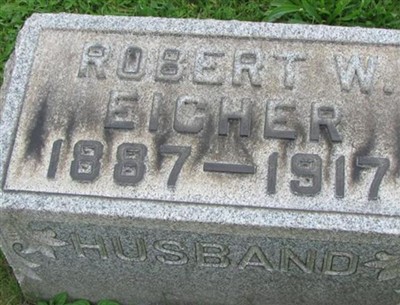 ROBERT W.
EICHER
1887-1917
HUSBAND